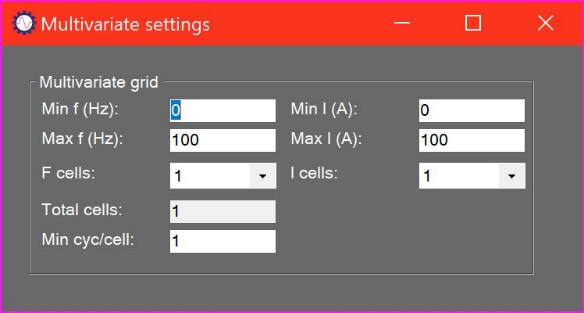 Multivariate settings
Multivariate grid
Min f (Hz): 0 Min I (A): 0
Max f (Hz): 100 Max I (A): 100
F cells: 1 I cells: 1
Total cells: 1
Min cyc/cell: 1